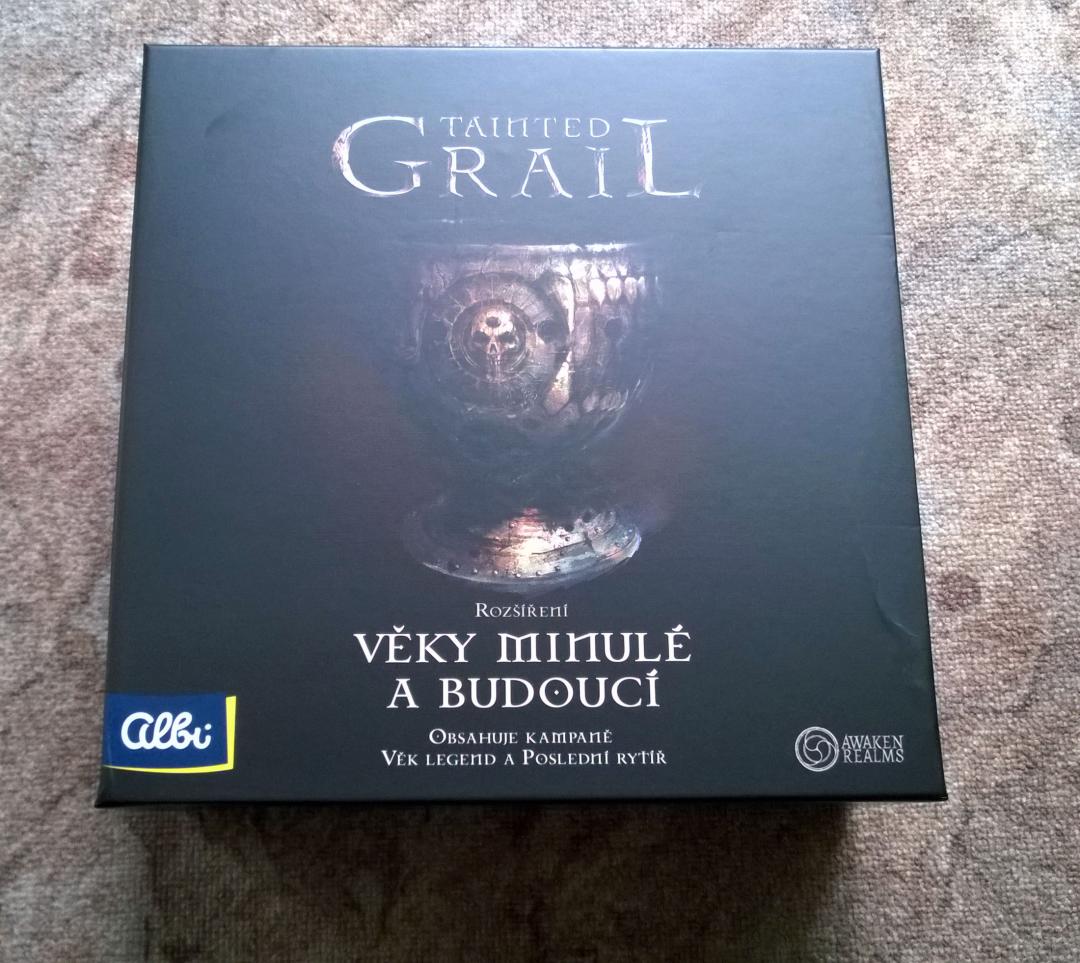 TAINTED
GRAIL
Rozšíření
VĚKY MINULÉ
A BUDOUCÍ
Obsahuje kampaně
Věk legend a Poslední rytíř
Albi
AWAKEN
REALMS